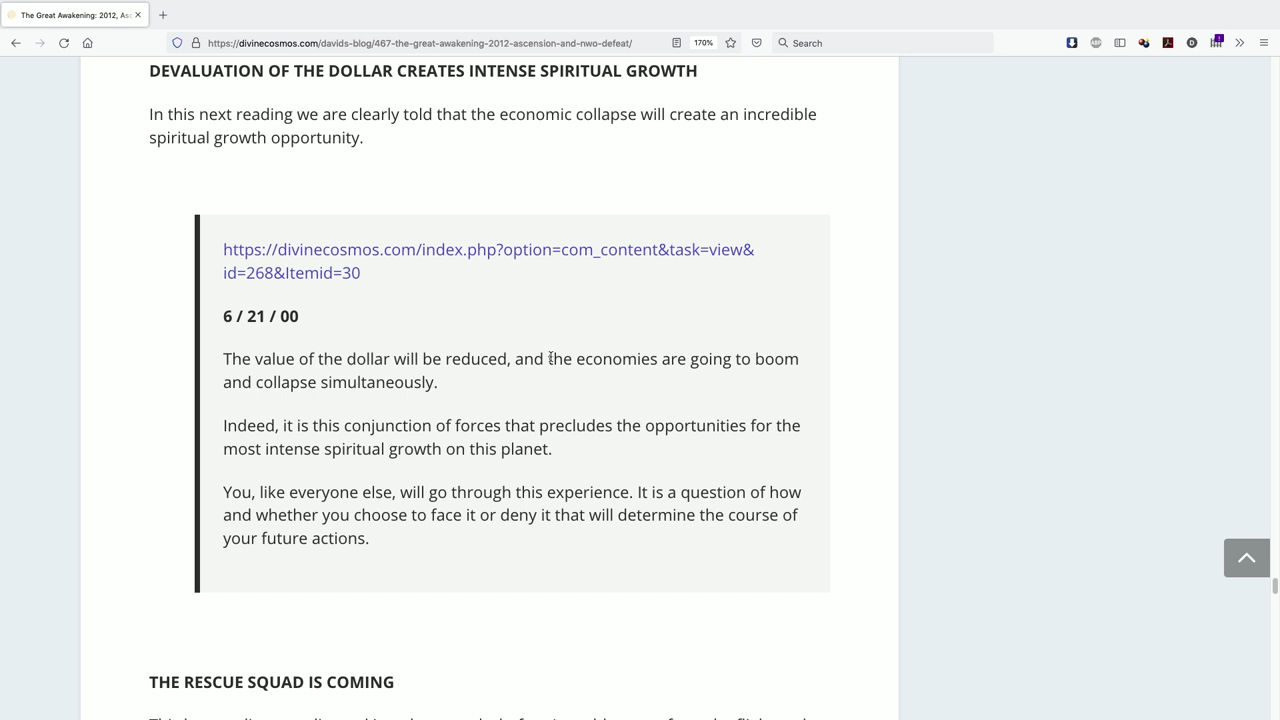 The Great Awakening: 2012, Asc
https://divinecosmos.com/davids-blog/467-the-great-awakening-2012-ascension-and-nwo-defeat/
170%
Search
DEVALUATION OF THE DOLLAR CREATES INTENSE SPIRITUAL GROWTH
In this next reading we are clearly told that the economic collapse will create an incredible
spiritual growth opportunity.
https://divinecosmos.com/index.php?option=com_content&task=view&
id=268&Itemid=30
6 / 21 / 00
The value of the dollar will be reduced, and the economies are going to boom
and collapse simultaneously.
Indeed, it is this conjunction of forces that precludes the opportunities for the
most intense spiritual growth on this planet.
You, like everyone else, will go through this experience. It is a question of how
and whether you choose to face it or deny it that will determine the course of
your future actions.
THE RESCUE SQUAD IS COMING